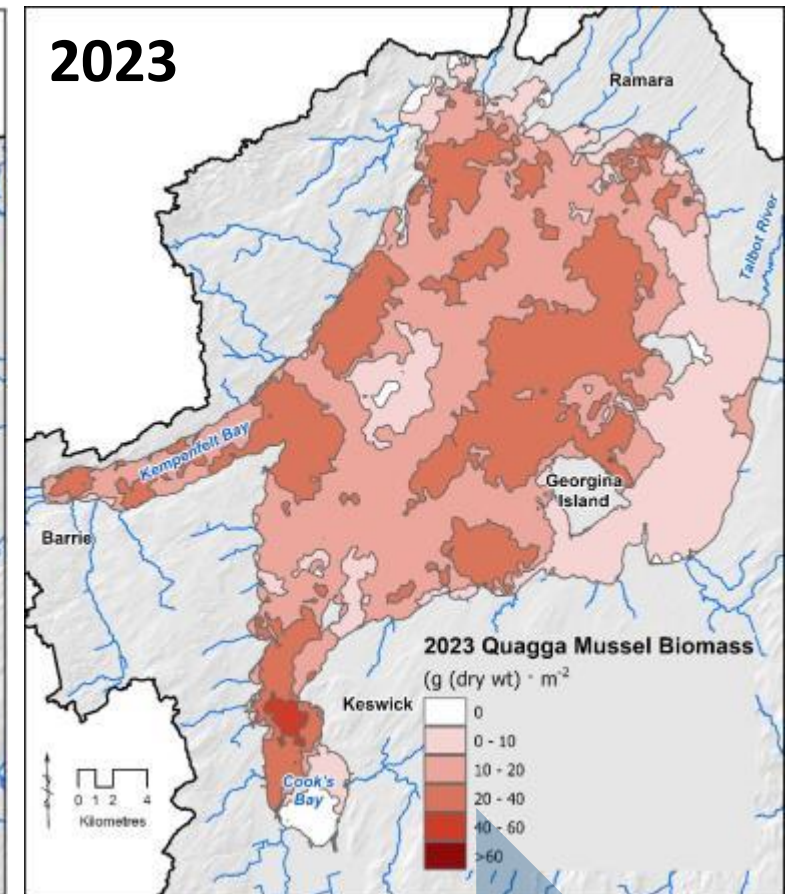 2023
Ramara
Talbot River
Kempenfelt Bay
Barrie
Georgina
Island
2023 Quagga Mussel Biomass
(g (dry wt) · m-2
Keswick
0
0 - 10
10 - 20
20 - 40
40 - 60
>60
Cook's
Bay
0 1 2 4
Kilometres